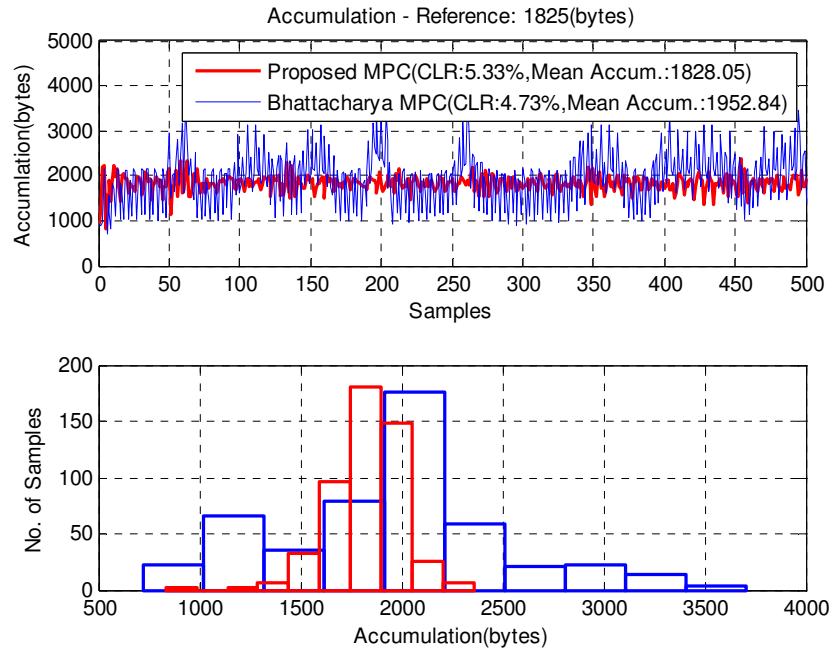 Accumulation - Reference: 1825(bytes)
5000
4000
3000
2000
1000
0
Accumlation(bytes)
Proposed MPC(CLR:5.33%,Mean Accum.:1828.05)
Bhattacharya MPC(CLR:4.73%,Mean Accum.:1952.84)
0 50 100 150 200 250 300 350 400 450 500
Samples
200
150
100
50
0
No. of Samples
500 1000 1500 2000 2500 3000 3500 4000
Accumulation(bytes)